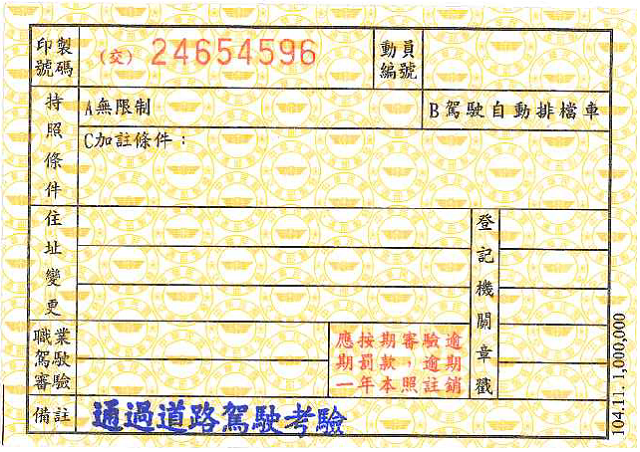 印製
號碼
(交) 24654596
動員
編號
持照條件
A無限制
B駕駛自動排檔車
C加註條件：
住址變更
登記機關章戳
職業
駕駛
審驗
應按期審驗逾
期罰款，逾期
一年本照註銷
備註
通過道路駕駛考驗
104.11. 1,000,000